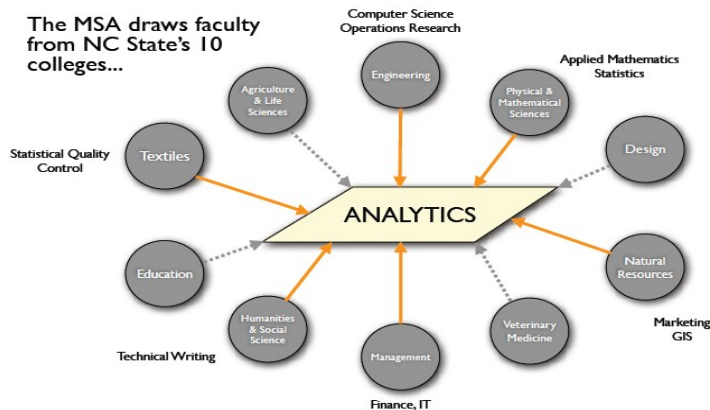 The MSA draws faculty
from NC State's 10
colleges...
Computer Science
Operations Research
Engineering
Applied Mathematics
Statistics
Physical &
Mathematical
Sciences
Agriculture
& Life
Sciences
Statistical Quality
Control
Textiles
Design
ANALYTICS
Education
Natural
Resources
Marketing
GIS
Humanities
& Social
Science
Technical Writing
Management
Finance, IT
Veterinary
Medicine